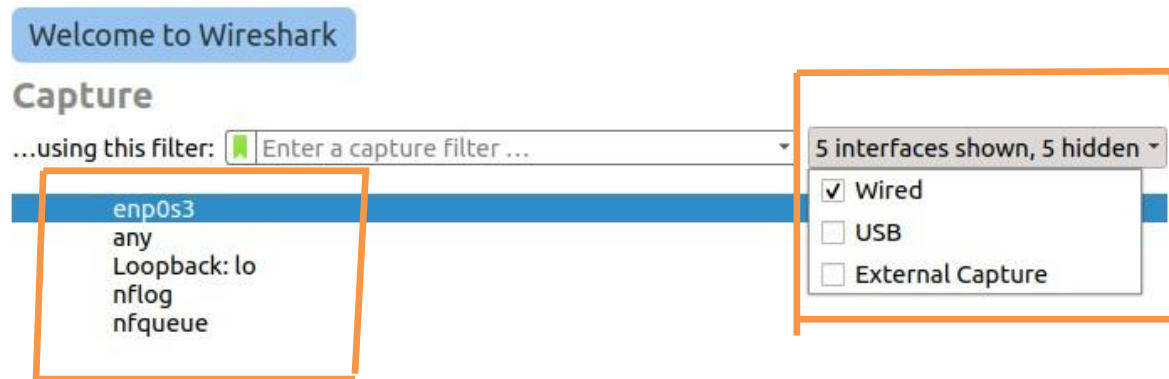 Welcome to Wireshark
Capture
...using this filter: Enter a capture filter ... 5 interfaces shown, 5 hidden
enp0s3
any
Loopback: lo
nflog
nfqueue
Wired
USB
External Capture